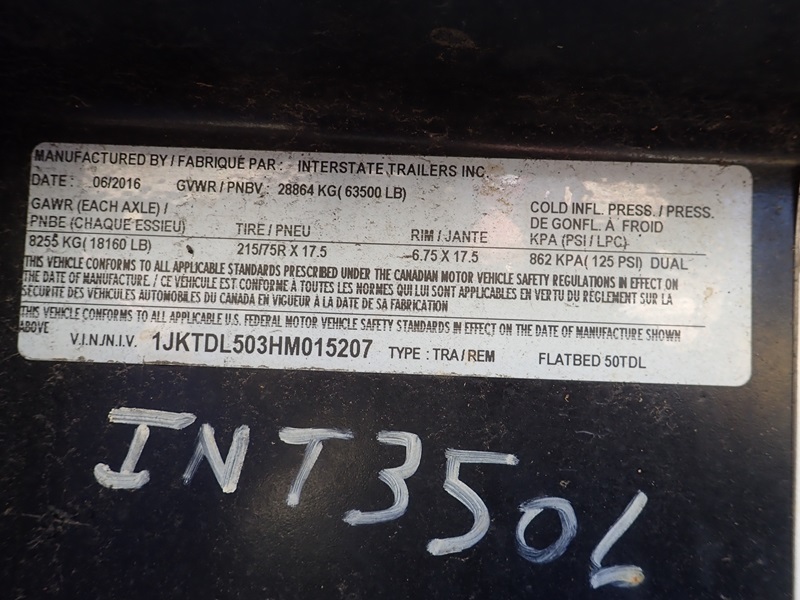 MANUFACTURED BY / FABRIQUÉ PAR: INTERSTATE TRAILERS INC.
DATE: 06/2016 GVWR / PNBV: 28864 KG( 63500 LB)
GAWR (EACH AXLE) / PNBE (CHAQUE ESSIEU) TIRE / PNEU RIM / JANTE COLD INFL. PRESS. / PRESS. DE GONFL. À FROID KPA (PSI / LPC)
8255 KG( 18160 LB) 215/75R X 17.5 6.75 X 17.5 862 KPA( 125 PSI) DUAL
THIS VEHICLE CONFORMS TO ALL APPLICABLE STANDARDS PRESCRIBED UNDER THE CANADIAN MOTOR VEHICLE SAFETY REGULATIONS IN EFFECT ON
THE DATE OF MANUFACTURE. / CE VÉHICULE EST CONFORME À TOUTES LES NORMES QUI LUI SONT APPLICABLES EN VERTU DU RÈGLEMENT SUR LA
SÉCURITÉ DES VÉHICULES AUTOMOBILES DU CANADA EN VIGUEUR À LA DATE DE SA FABRICATION
THIS VEHICLE CONFORMS TO ALL APPLICABLE U.S. FEDERAL MOTOR VEHICLE SAFETY STANDARDS IN EFFECT ON THE DATE OF MANUFACTURE SHOWN
ABOVE
V.I.N./N.I.V. 1JKTDL503HM015207 TYPE : TRA / REM FLATBED 50TDL
INT3506